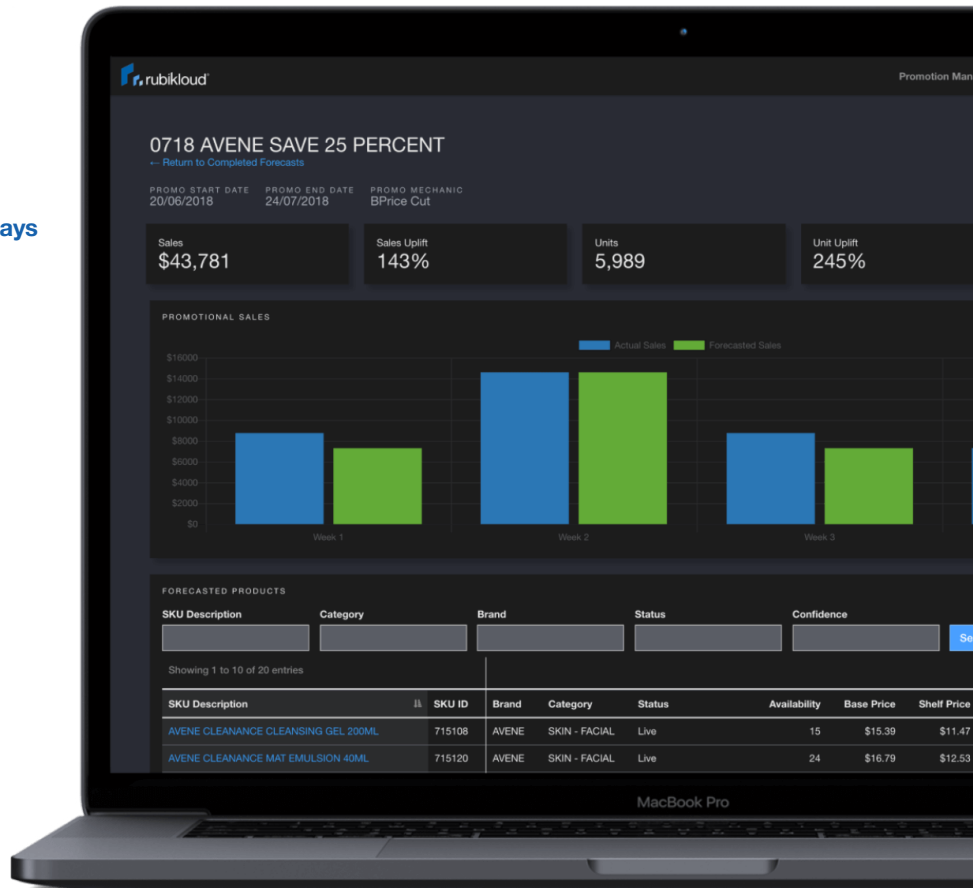 rubikloud
Promotion Man
0718 AVENE SAVE 25 PERCENT
← Return to Completed Forecasts
PROMO START DATE PROMO END DATE PROMO MECHANIC
20/06/2018 24/07/2018 BPrice Cut
ays
Sales Sales Uplift Units Unit Uplift
$43,781 143% 5,989 245%
PROMOTIONAL SALES
Actual Sales Forecasted Sales
$16000
$14000
$12000
$10000
$8000
$6000
$4000
$2000
$0
Week 1 Week 2 Week 3
FORECASTED PRODUCTS
SKU Description Category Brand Status Confidence
Se
Showing 1 to 10 of 20 entries
SKU Description SKU ID Brand Category Status Availability Base Price Shelf Price
AVENE CLEANANCE CLEANSING GEL 200ML 715108 AVENE SKIN - FACIAL Live 15 $15.39 $11.47
AVENE CLEANANCE MAT EMULSION 40ML 715120 AVENE SKIN - FACIAL Live 24 $16.79 $12.53
MacBook Pro